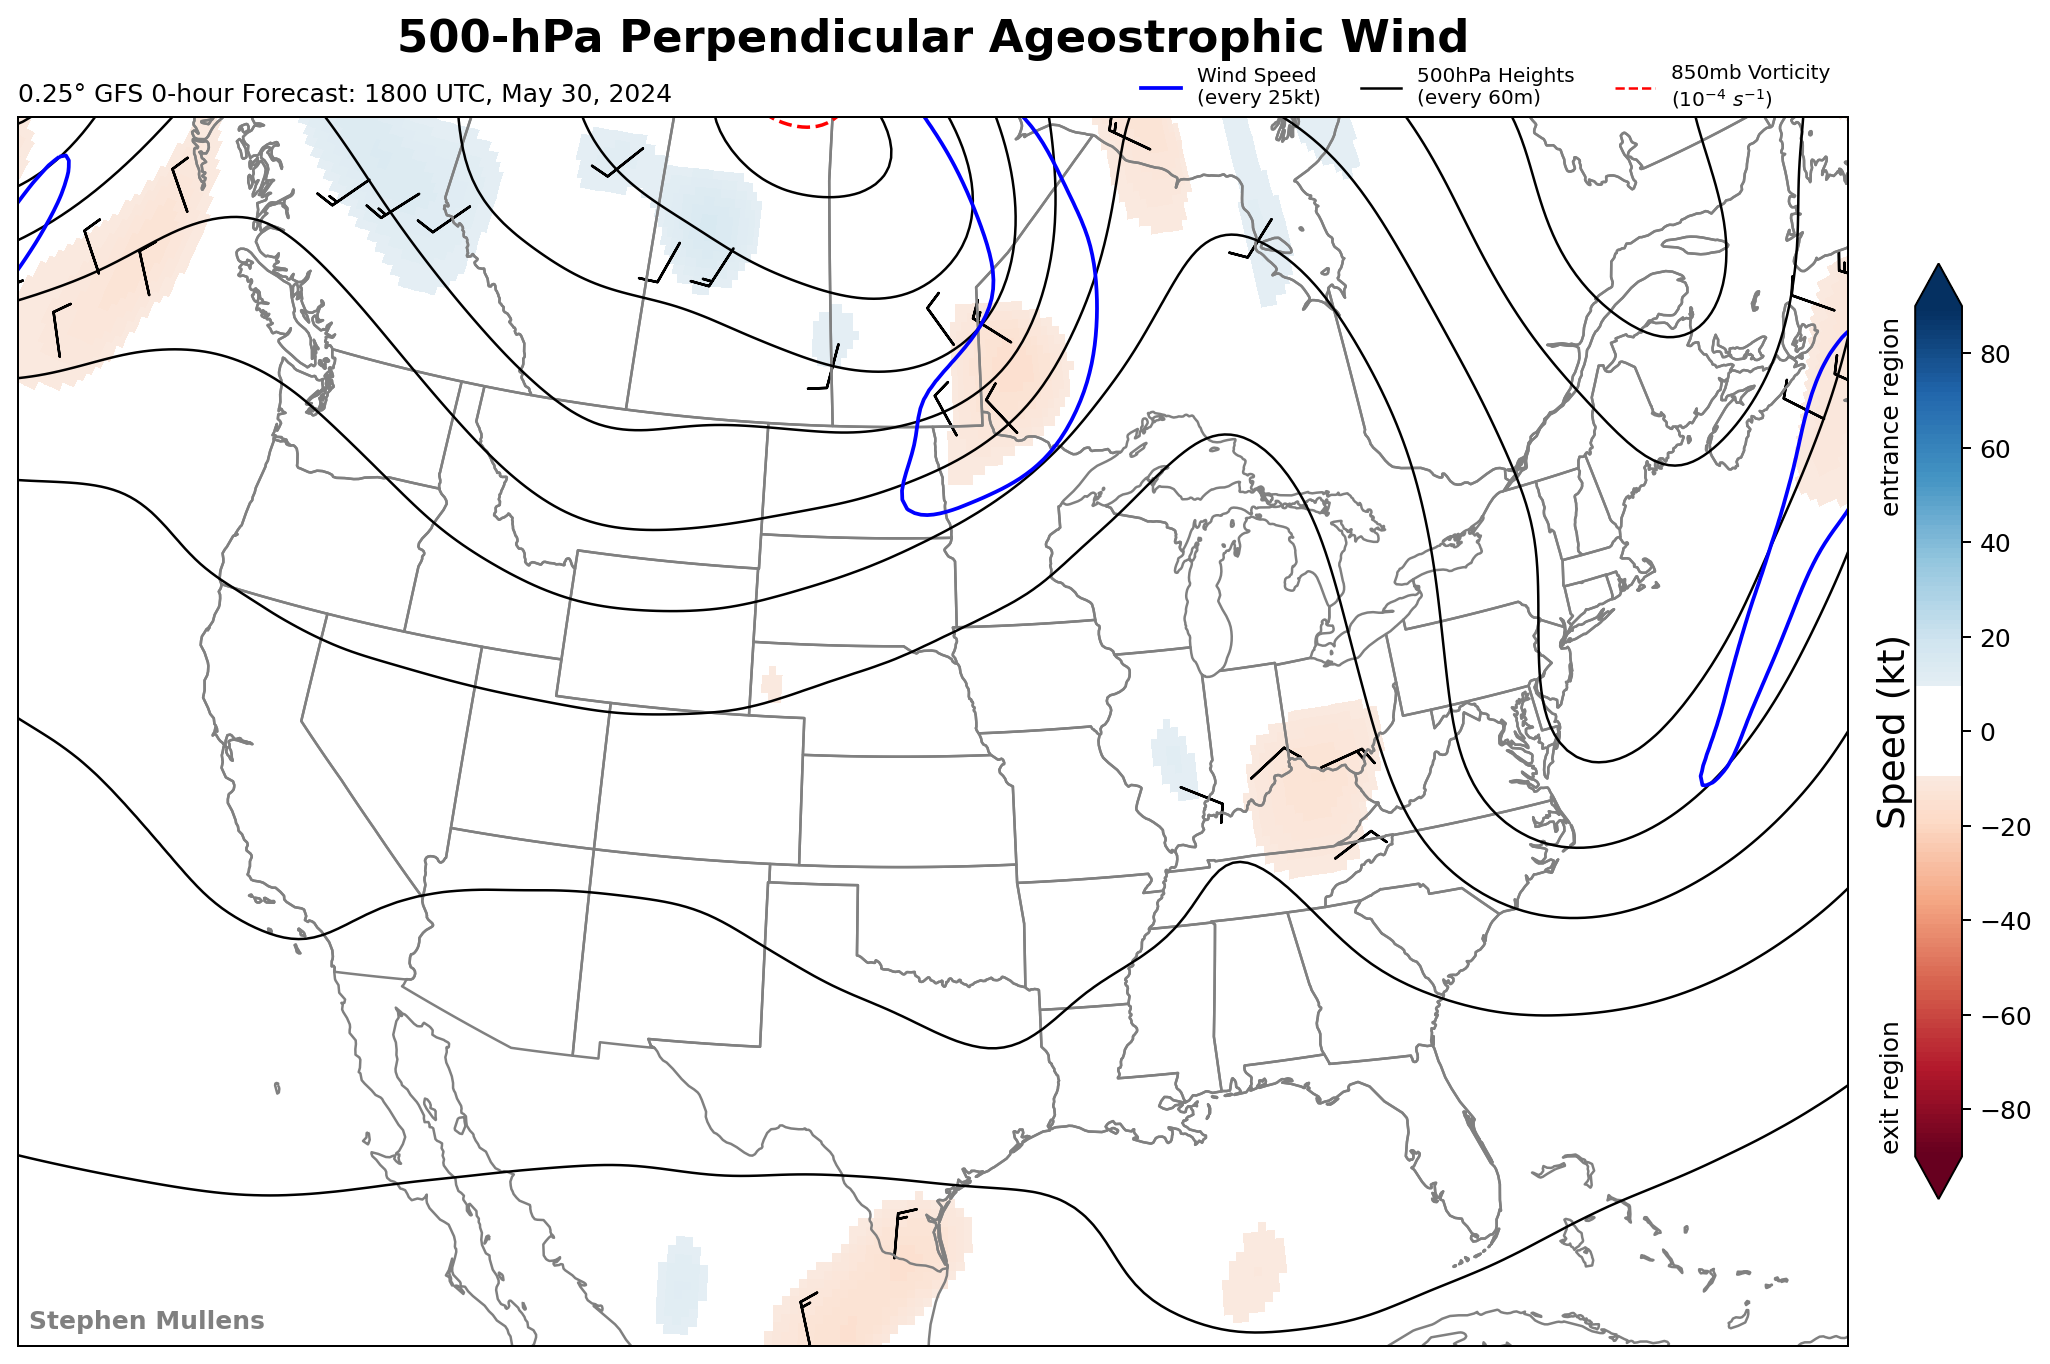 500-hPa Perpendicular Ageostrophic Wind
0.25° GFS 0-hour Forecast: 1800 UTC, May 30, 2024
Wind Speed
(every 25kt)
500hPa Heights
(every 60m)
850mb Vorticity
(10⁻⁴ s⁻¹)
entrance region
Speed (kt)
exit region
80
60
40
20
0
−20
−40
−60
−80
Stephen Mullens